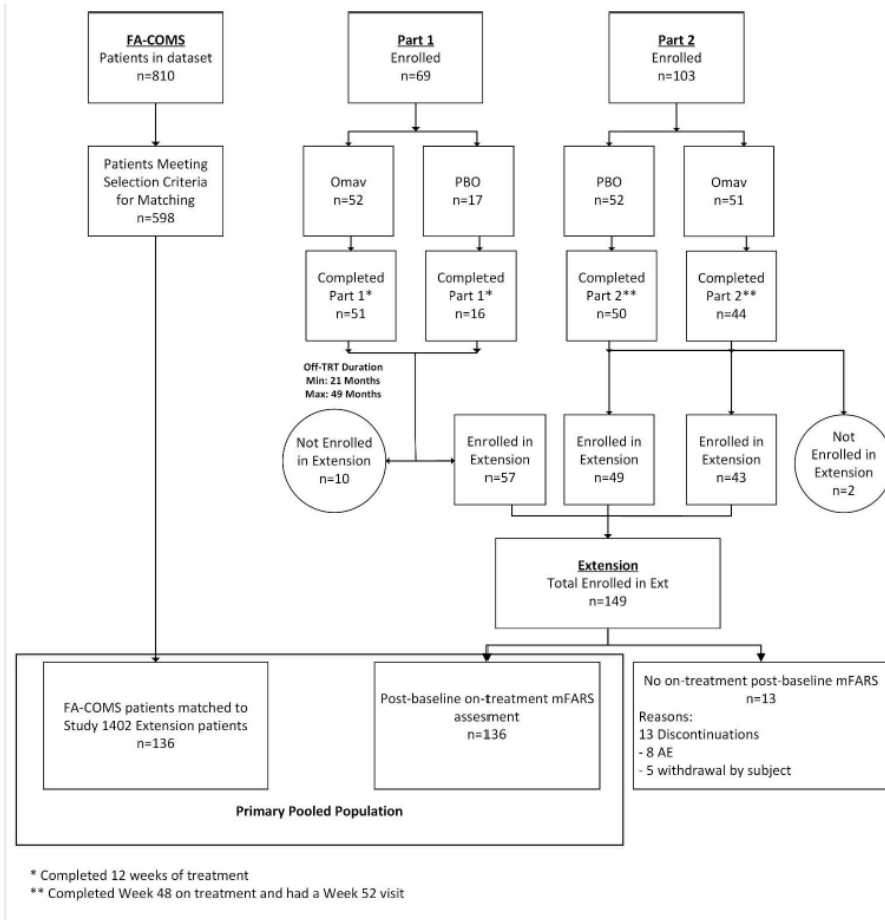 FA-COMS
Patients in dataset
n=810
Part 1
Enrolled
n=69
Part 2
Enrolled
n=103
Patients Meeting
Selection Criteria
for Matching
n=598
Omav
n=52
PBO
n=17
PBO
n=52
Omav
n=51
Completed
Part 1*
n=51
Completed
Part 1*
n=16
Completed
Part 2**
n=50
Completed
Part 2**
n=44
Off-TRT Duration
Min: 21 Months
Max: 49 Months
Not Enrolled
in Extension
n=10
Enrolled in
Extension
n=57
Enrolled in
Extension
n=49
Enrolled in
Extension
n=43
Not
Enrolled in
Extension
n=2
Extension
Total Enrolled in Ext
n=149
FA-COMS patients matched to
Study 1402 Extension patients
n=136
Post-baseline on-treatment mFARS
assesment
n=136
No on-treatment post-baseline mFARS
n=13
Reasons:
13 Discontinuations
- 8 AE
- 5 withdrawal by subject
Primary Pooled Population
* Completed 12 weeks of treatment
** Completed Week 48 on treatment and had a Week 52 visit